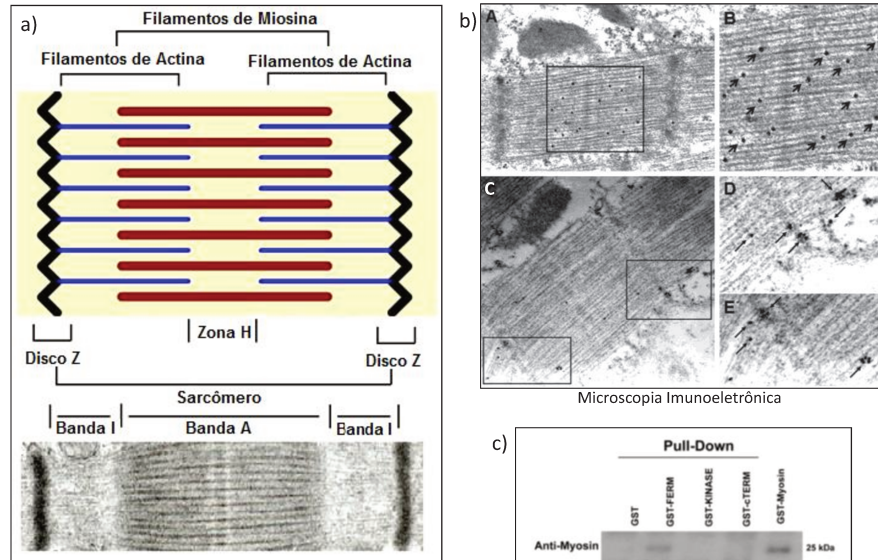 a)
Filamentos de Miosina
Filamentos de Actina
Filamentos de Actina
Zona H
Disco Z
Disco Z
Sarcômero
Banda I
Banda A
Banda I
b)
A
B
C
D
E
Microscopia Imunoeletrônica
c)
Pull-Down
GST
GST-FERM
GST-KINASE
GST-cTERM
GST-Myosin
Anti-Myosin
25 kDa